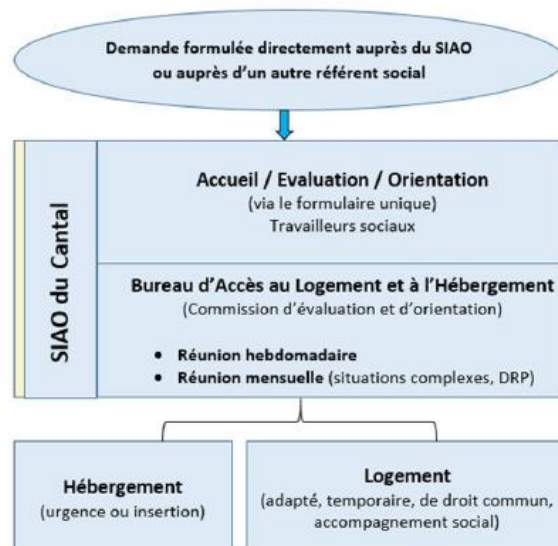 Demande formulée directement auprès du SIAO
ou auprès d'un autre référent social
SIAO du Cantal
Accueil / Evaluation / Orientation
(via le formulaire unique)
Travailleurs sociaux
Bureau d'Accès au Logement et à l'Hébergement
(Commission d'évaluation et d'orientation)
• Réunion hebdomadaire
• Réunion mensuelle (situations complexes, DRP)
Hébergement
(urgence ou insertion)
Logement
(adapté, temporaire, de droit commun,
accompagnement social)